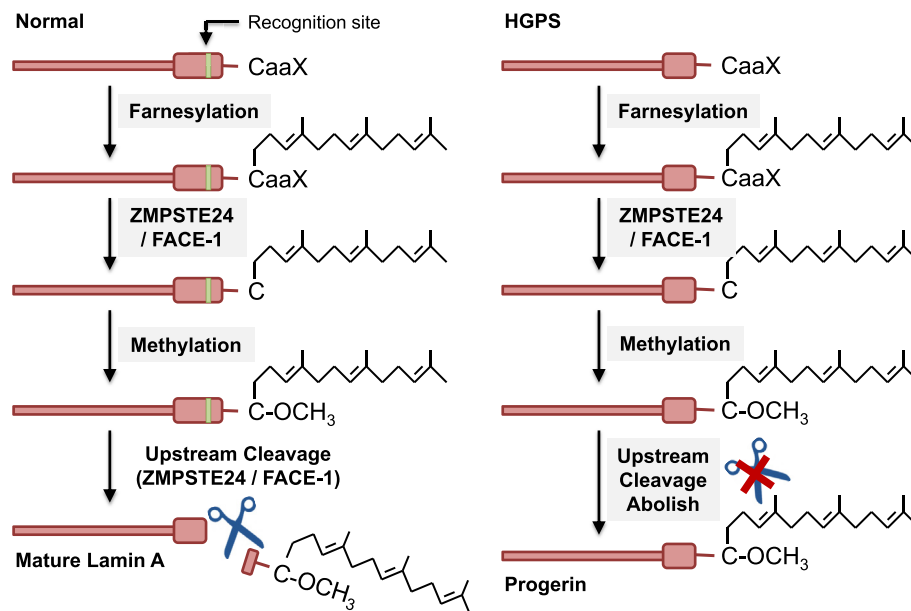 Normal
Recognition site
CaaX
Farnesylation
CaaX
ZMPSTE24
/ FACE-1
C
Methylation
C-OCH₃
Upstream Cleavage
(ZMPSTE24 / FACE-1)
Mature Lamin A
C-OCH₃
HGPS
CaaX
Farnesylation
CaaX
ZMPSTE24
/ FACE-1
C
Methylation
C-OCH₃
Upstream
Cleavage
Abolish
C-OCH₃
Progerin